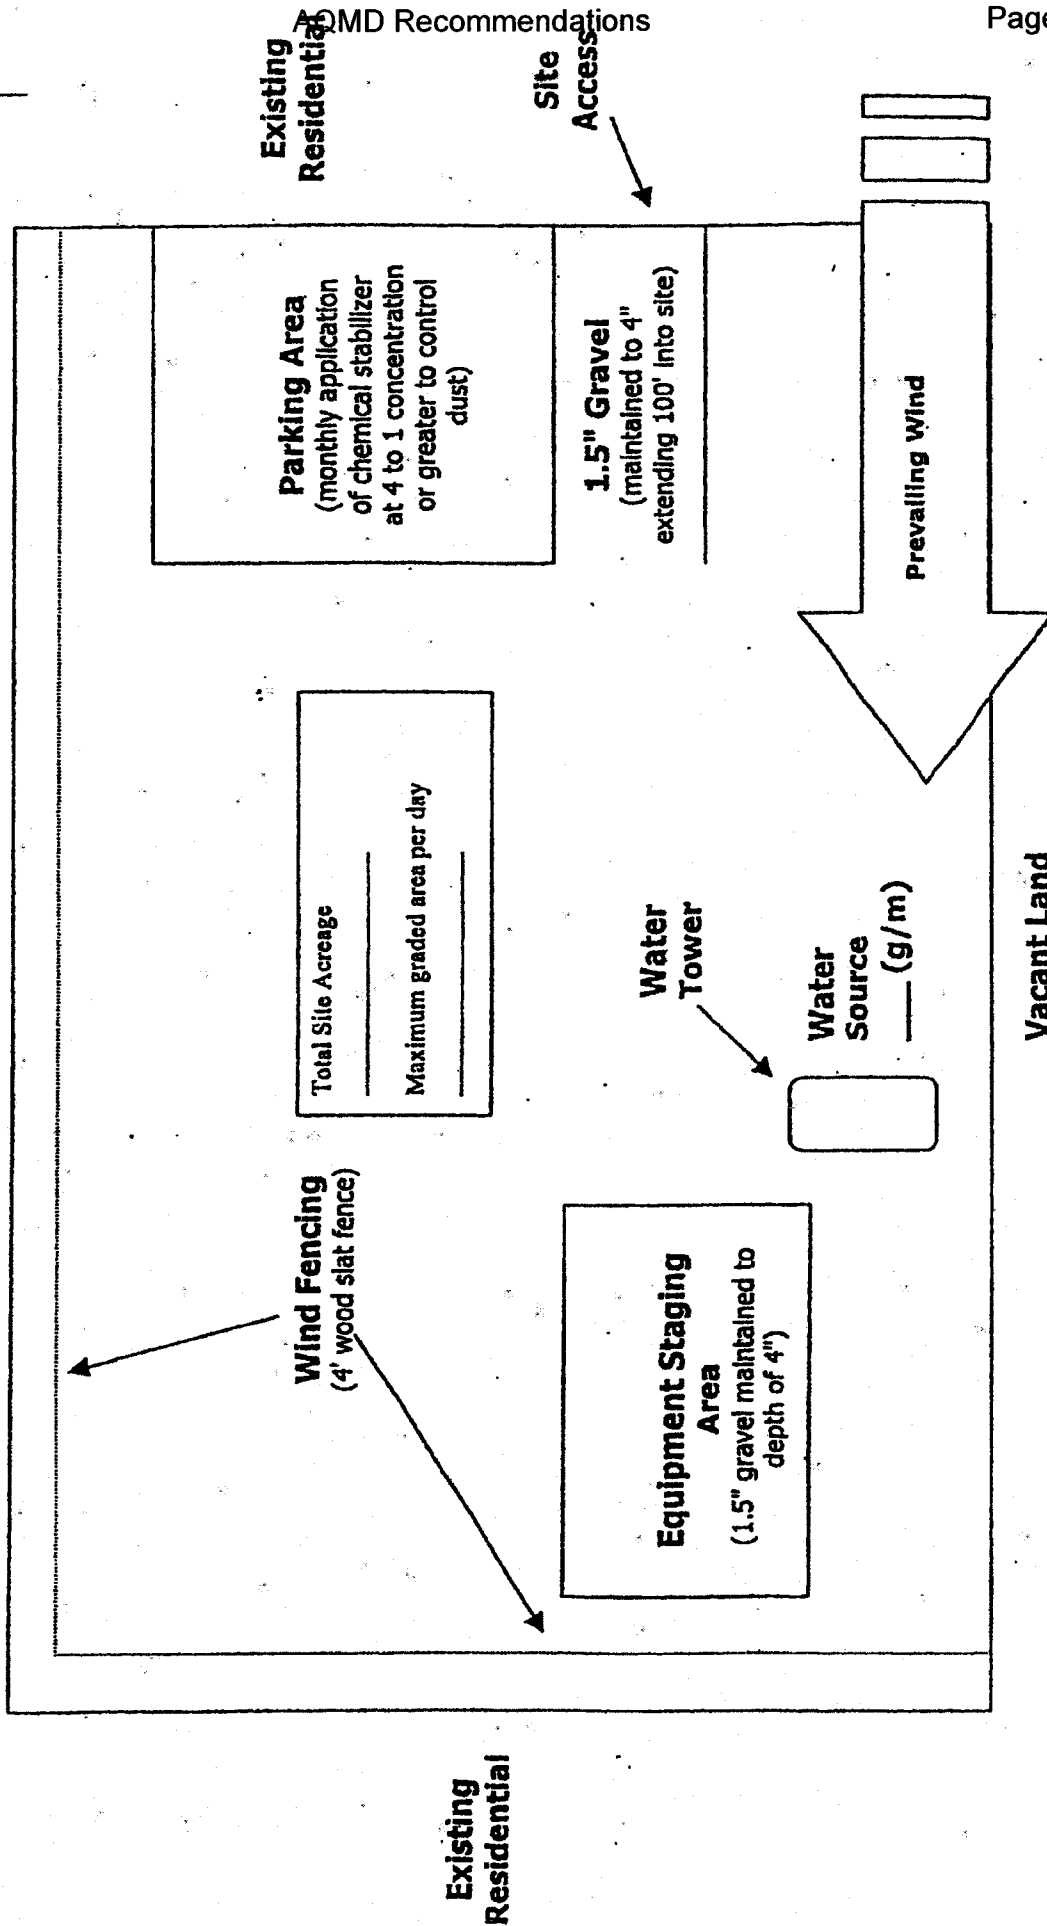 AQMD Recommendations
Page
Existing
Residential
Site
Access
Parking Area
(monthly application
of chemical stabilizer
at 4 to 1 concentration
or greater to control
dust)
1.5" Gravel
(maintained to 4"
extending 100' into site)
Prevailing Wind
Total Site Acreage
Maximum graded area per day
Water
Tower
Water
Source
(g/m)
Vacant Land
Wind Fencing
(4' wood slat fence)
Equipment Staging
Area
(1.5" gravel maintained to
depth of 4")
Existing
Residential